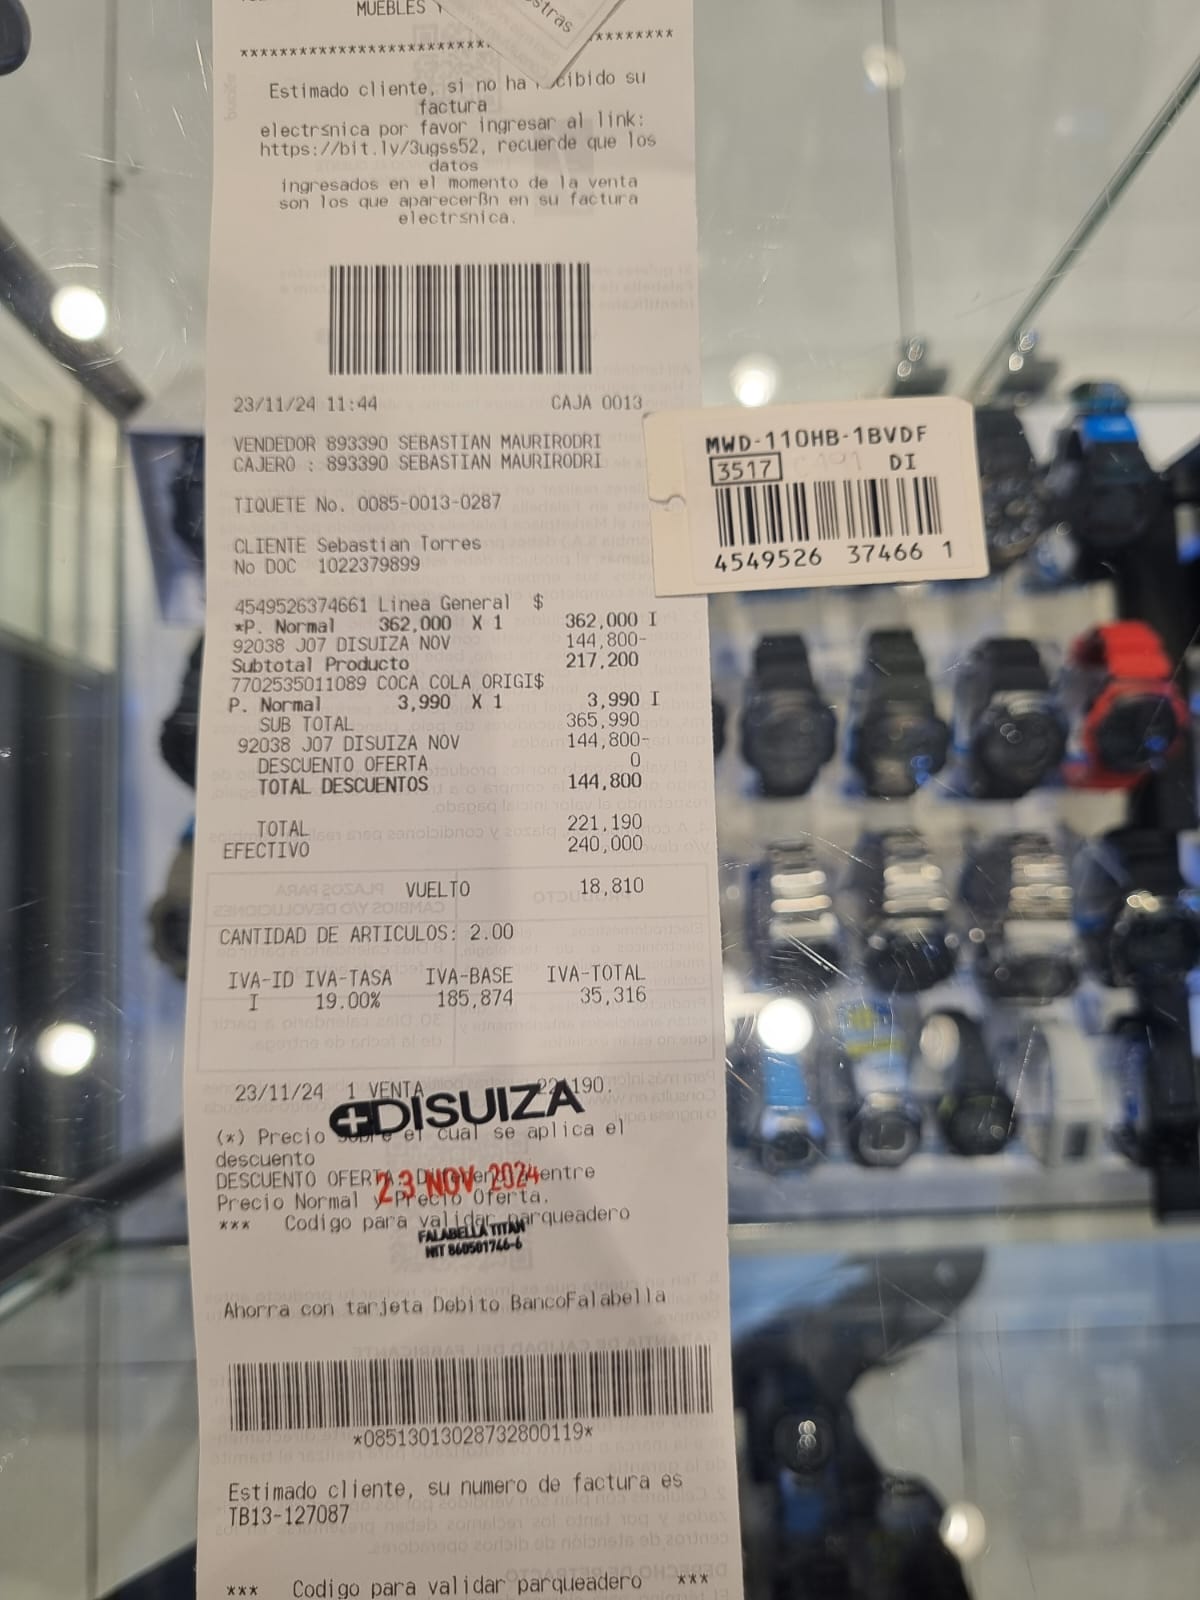 MUEBLES Y
stras
Estimado cliente, si no ha cibido su
factura
electrsnica por favor ingresar al link:
https://bit.ly/3ugss52, recuerde que los
datos
ingresados en el momento de la venta
son los que aparecerßn en su factura
electrsnica.
23/11/24 11:44 CAJA 0013
VENDEDOR 893390 SEBASTIAN MAURIRODRI
CAJERO : 893390 SEBASTIAN MAURIRODRI
TIQUETE No. 0085-0013-0287
CLIENTE Sebastian Torres
No DOC 1022379899
4549526374661 Linea General $
*P. Normal 362,000 X 1 362,000 I
92038 J07 DISUIZA NOV 144,800-
Subtotal Producto 217,200
7702535011089 COCA COLA ORIGI$
P. Normal 3,990 X 1 3,990 I
SUB TOTAL 365,990
92038 J07 DISUIZA NOV 144,800-
DESCUENTO OFERTA 0
TOTAL DESCUENTOS 144,800
TOTAL 221,190
EFECTIVO 240,000
VUELTO 18,810
CANTIDAD DE ARTICULOS: 2.00
IVA-ID IVA-TASA IVA-BASE IVA-TOTAL
I 19.00% 185,874 35,316
23/11/24 1 VENTA 221190.
DISUIZA
(*) Precio sobre el cual se aplica el
descuento
DESCUENTO OFERTA: Diferencia entre
23 NOV 2024
Precio Normal y Precio Oferta.
*** Codigo para validar parqueadero
FALABELLA TITAN
NIT 860501746-6
Ahorra con tarjeta Debito BancoFalabella
*08513013028732800119*
Estimado cliente, su numero de factura es
TB13-127087
*** Codigo para validar parqueadero ***
MWD-110HB-1BVDF
3517 DI
4549526 37466 1